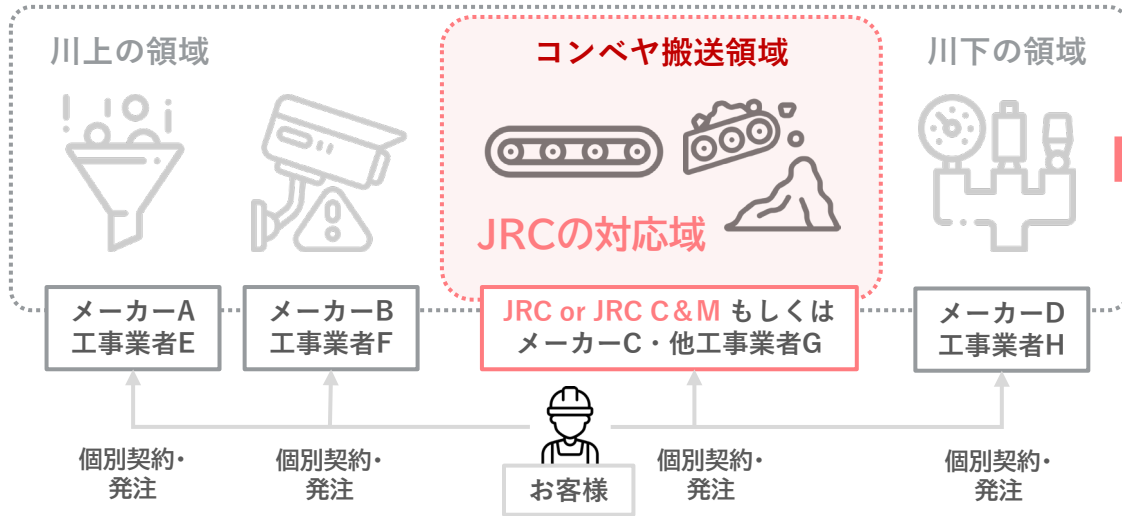 川上の領域
コンベヤ搬送領域
川下の領域
JRCの対応域
メーカーA
工事業者E
メーカーB
工事業者F
JRC or JRC C&M もしくは
メーカーC・他工事業者G
メーカーD
工事業者H
個別契約・
発注
個別契約・
発注
お客様
個別契約・
発注
個別契約・
発注